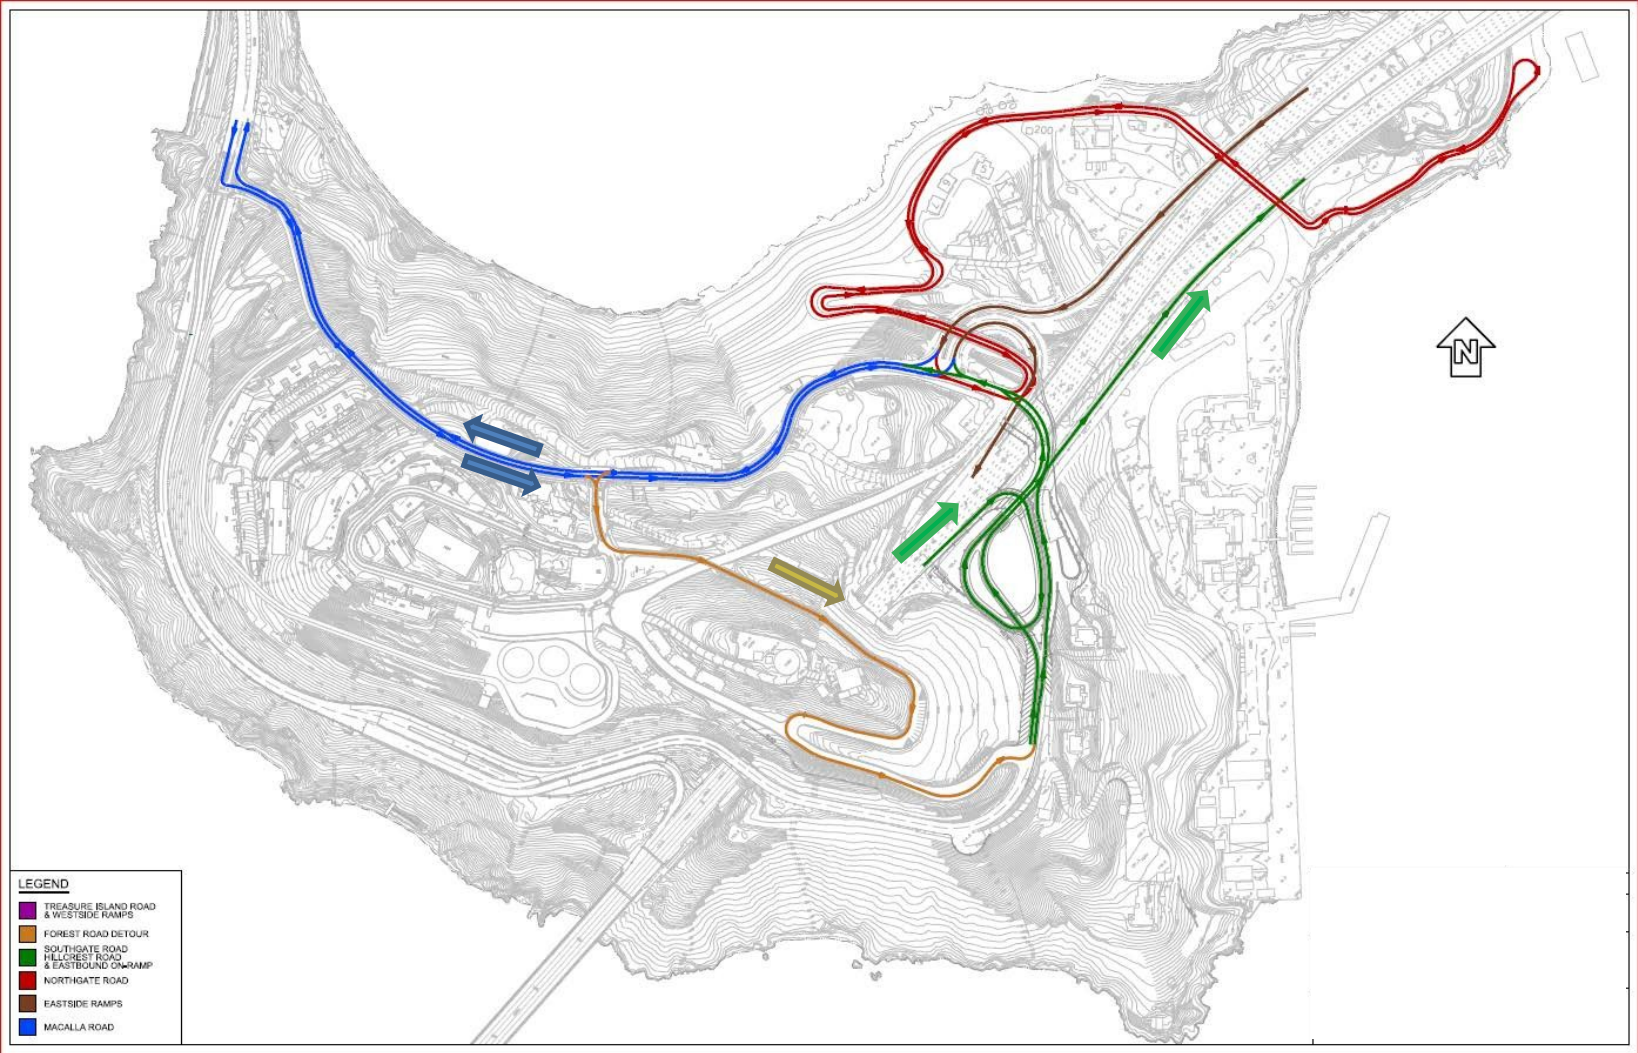 200
N
LEGEND
TREASURE ISLAND ROAD
& WESTSIDE RAMPS
FOREST ROAD DETOUR
SOUTHGATE ROAD
HILLCREST ROAD
& EASTBOUND ON-RAMP
NORTHGATE ROAD
EASTSIDE RAMPS
MACALLA ROAD